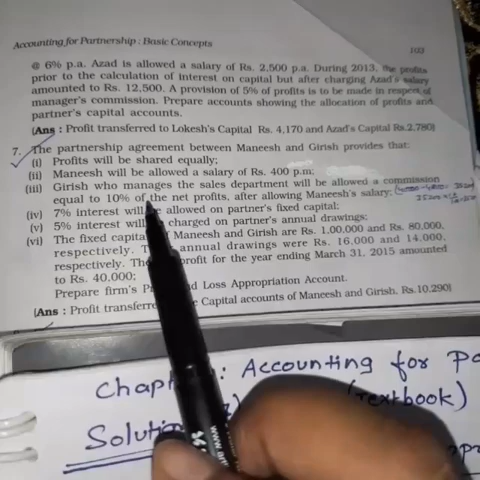 Accounting for Partnership : Basic Concepts
103
@ 6% p.a. Azad is allowed a salary of Rs. 2,500 p.a. During 2013, the profits
prior to the calculation of interest on capital but after charging Azad's salary
amounted to Rs. 12,500. A provision of 5% of profits is to be made in respect of
manager's commission. Prepare accounts showing the allocation of profits and
partner's capital accounts.
(Ans : Profit transferred to Lokesh's Capital Rs. 4,170 and Azad's Capital Rs.2,780)
7. The partnership agreement between Maneesh and Girish provides that:
(i) Profits will be shared equally;
(ii) Maneesh will be allowed a salary of Rs. 400 p.m;
(iii) Girish who manages the sales department will be allowed a commission
equal to 10% of the net profits, after allowing Maneesh's salary;
(iv) 7% interest will be allowed on partner's fixed capital;
(v) 5% interest will charged on partner's annual drawings;
(vi) The fixed capital of Maneesh and Girish are Rs. 1,00,000 and Rs. 80,000,
respectively. annual drawings were Rs. 16,000 and 14,000,
respectively. The profit for the year ending March 31, 2015 amounted
to Rs. 40,000;
Prepare firm's Loss Appropriation Account.
(Ans : Profit Capital accounts of Maneesh and Girish, Rs. 10,290)
: Accounting for
(Textbook)